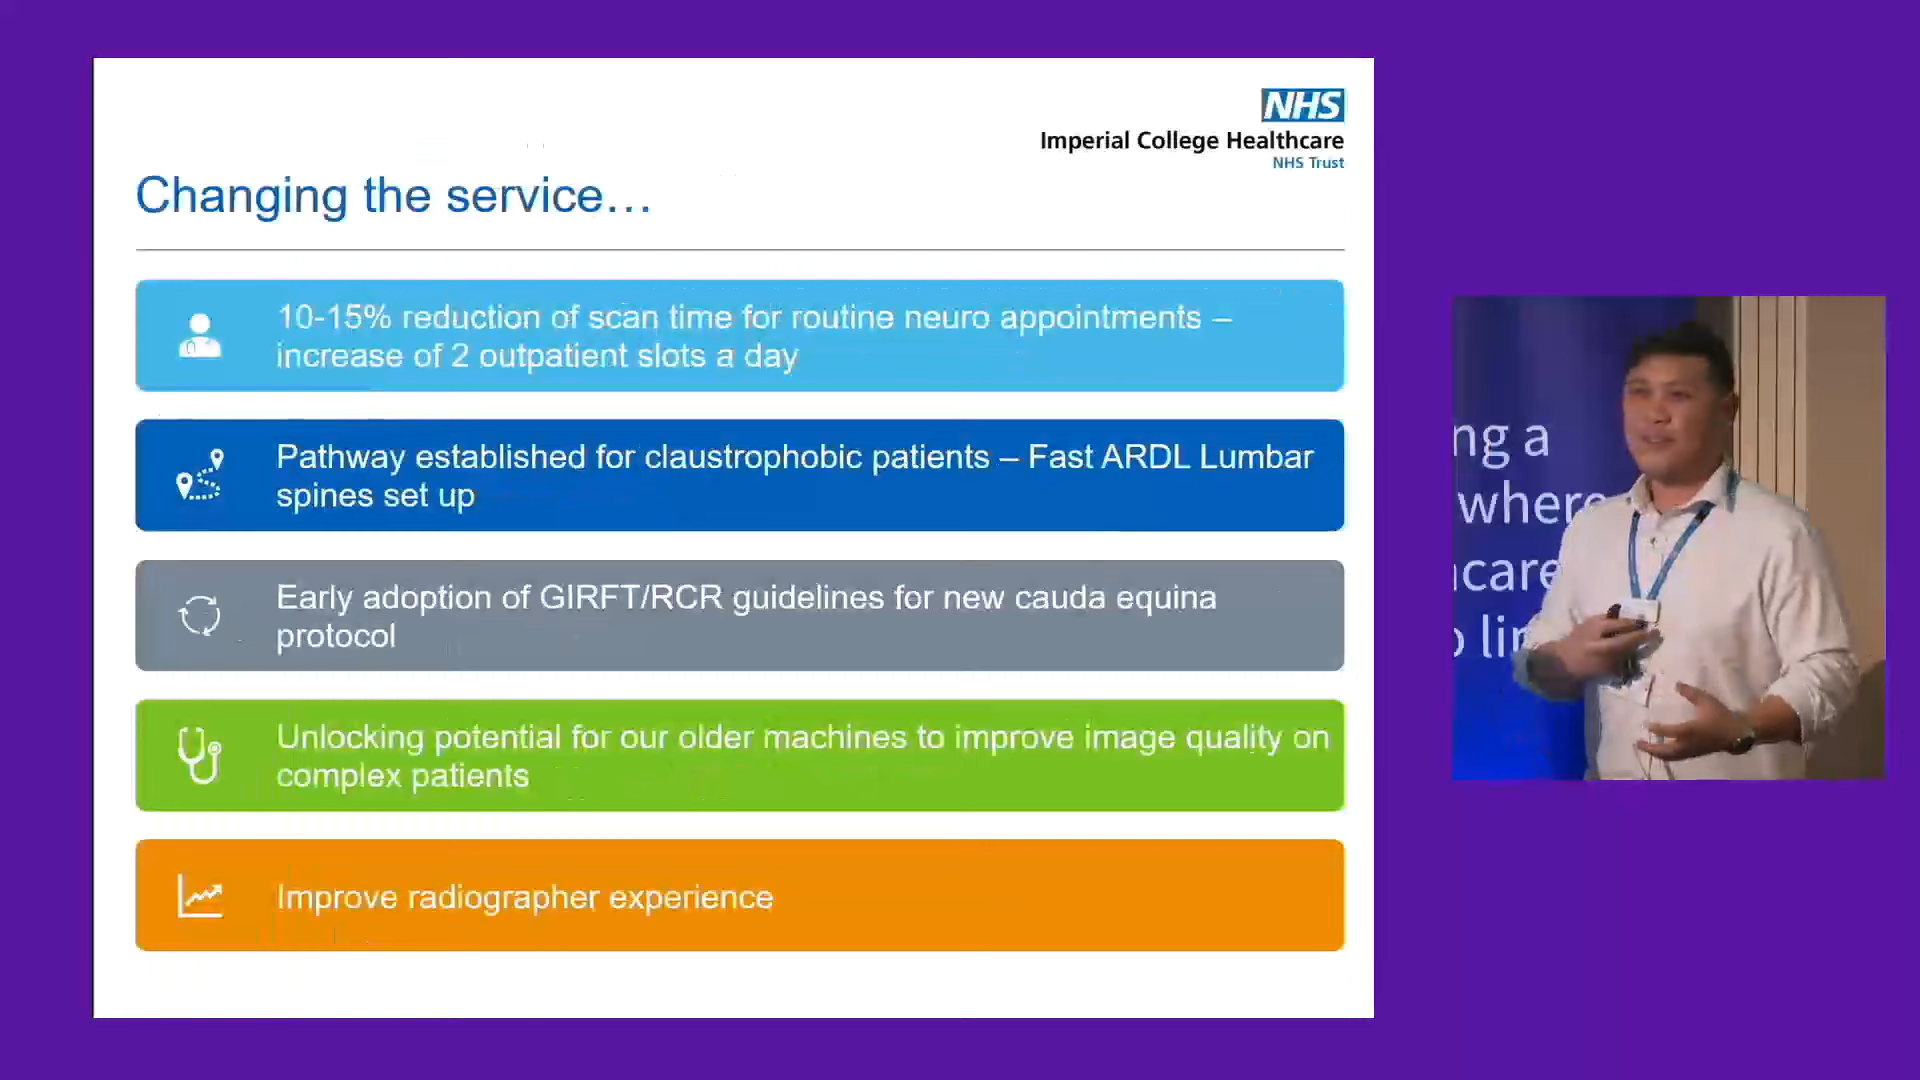 NHS
Imperial College Healthcare
NHS Trust
Changing the service…
10-15% reduction of scan time for routine neuro appointments –
increase of 2 outpatient slots a day
Pathway established for claustrophobic patients – Fast ARDL Lumbar
spines set up
Early adoption of GIRFT/RCR guidelines for new cauda equina
protocol
Unlocking potential for our older machines to improve image quality on
complex patients
Improve radiographer experience
ng a
where
care
lin